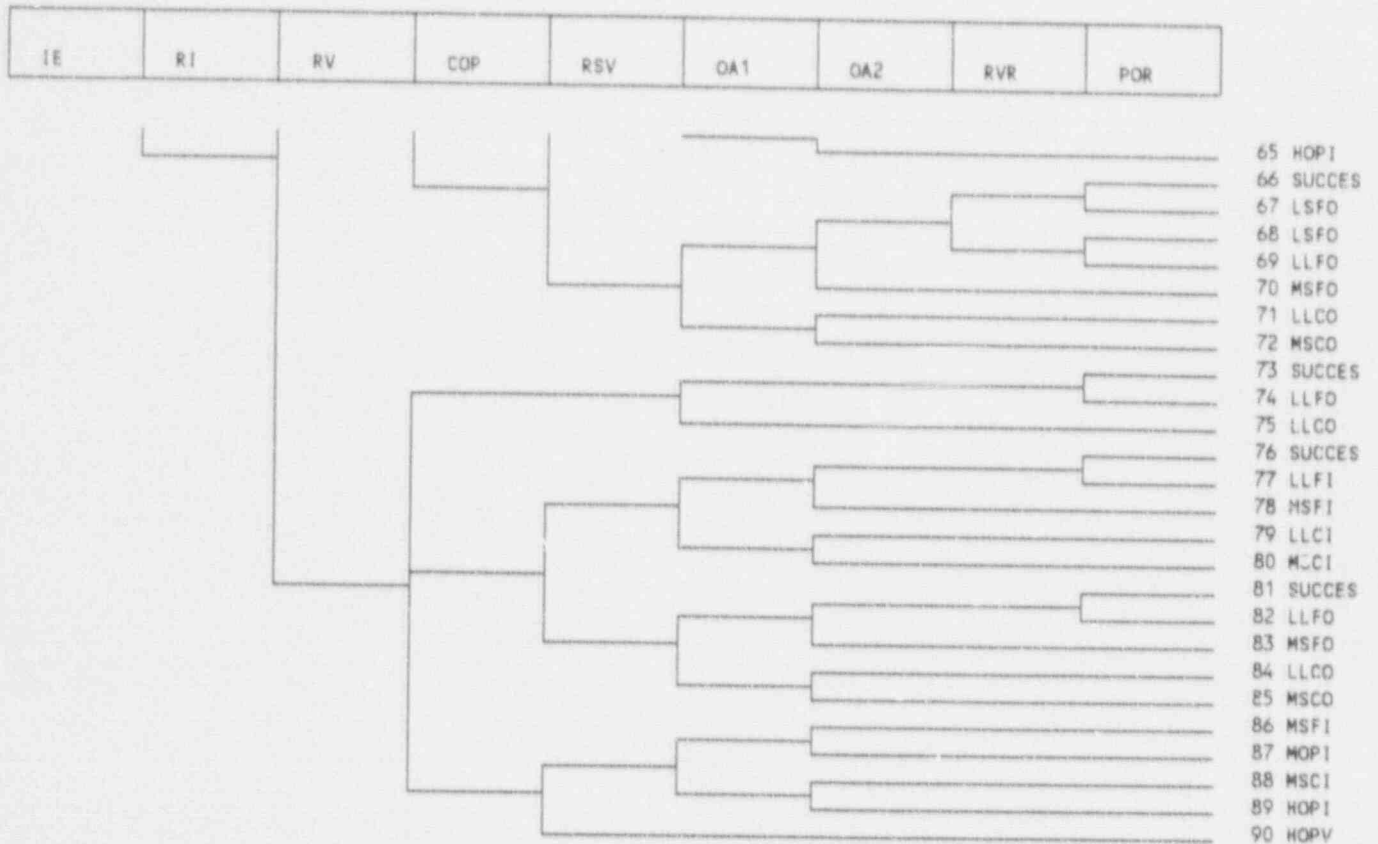 IE RI RV COP RSV OA1 OA2 RVR POR
65 HOPI
66 SUCCES
67 LSFO
68 LSFO
69 LLFO
70 MSFO
71 LLCO
72 MSCO
73 SUCCES
74 LLFO
75 LLCO
76 SUCCES
77 LLFI
78 MSFI
79 LLCI
80
81 SUCCES
82 LLFO
83 MSFO
84 LLCO
85 MSCO
86 MSFI
87 MOPI
88 MSCI
89 HOPI
90 HOPV